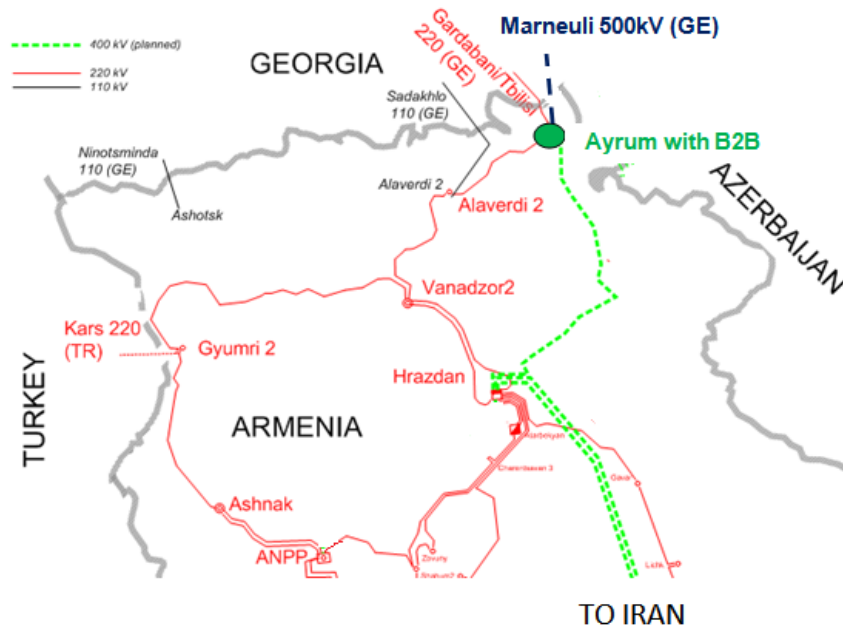 400 kV (planned)
220 kV
110 kV
GEORGIA
Marneuli 500kV (GE)
Gardabani/Tbilisi
220 (GE)
Sadakhlo
110 (GE)
Ayrum with B2B
Ninotsminda
110 (GE)
Ashotsk
Alaverdi 2
Alaverdi 2
AZERBAIJAN
Vanadzor2
Kars 220
(TR)
Gyumri 2
Hrazdan
TURKEY
ARMENIA
Ashnak
ANPP
Zovuny
TO IRAN